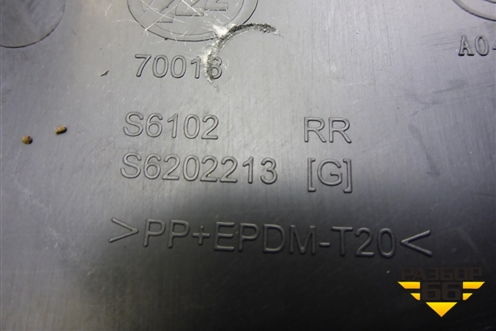 70018
A0-
S6102 RR
S6202213 [G]
>PP+EPDM-T20<
РАЗБОР
66